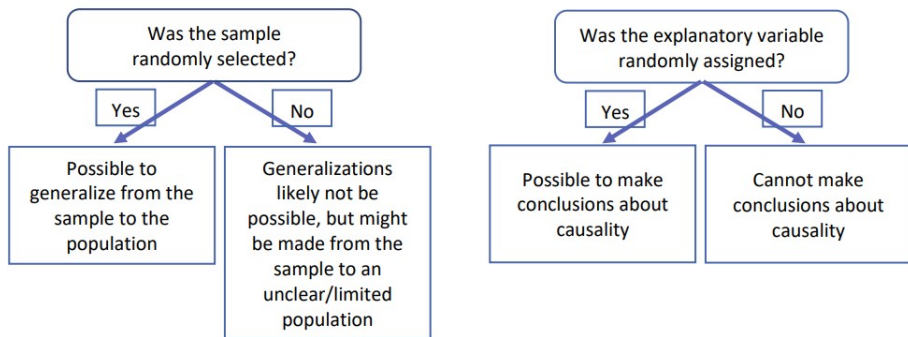 Was the sample
randomly selected?
Yes
No
Possible to
generalize from the
sample to the
population
Generalizations
likely not be
possible, but might
be made from the
sample to an
unclear/limited
population
Was the explanatory variable
randomly assigned?
Yes
No
Possible to make
conclusions about
causality
Cannot make
conclusions about
causality